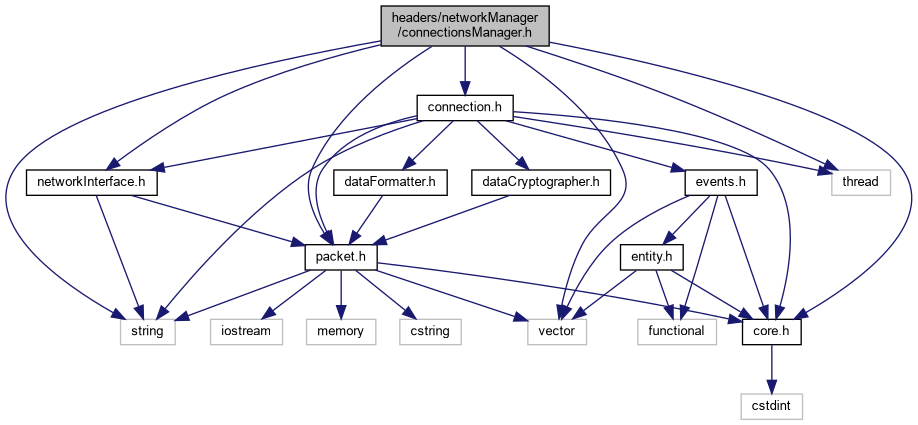 headers/networkManager
/connectionsManager.h
connection.h
networkInterface.h
dataFormatter.h
dataCryptographer.h
events.h
thread
packet.h
entity.h
string
iostream
memory
cstring
vector
functional
core.h
cstdint